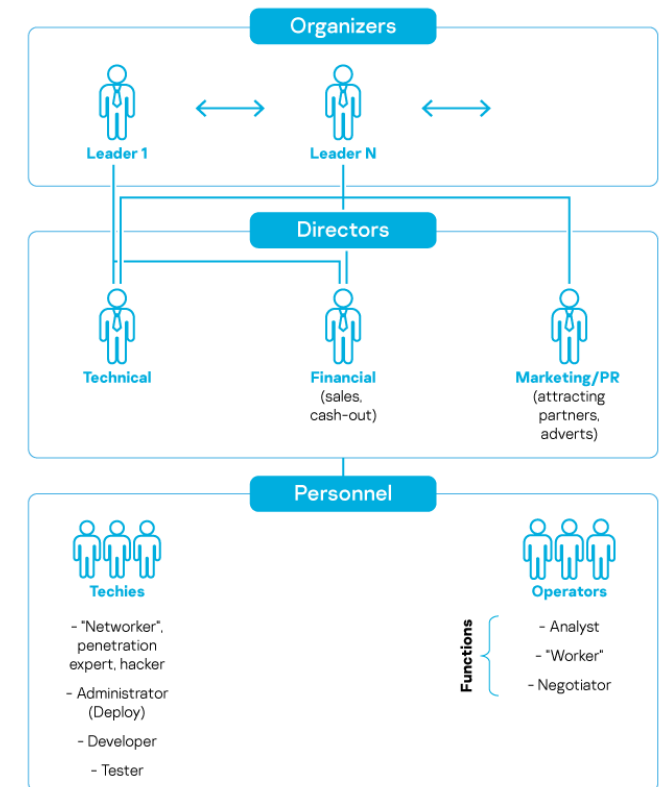 Organizers
Leader 1
Leader N
Directors
Technical
Financial
(sales,
cash-out)
Marketing/PR
(attracting
partners,
adverts)
Personnel
Techies
- "Networker",
penetration
expert, hacker
- Administrator
(Deploy)
- Developer
- Tester
Operators
Functions
- Analyst
- "Worker"
- Negotiator